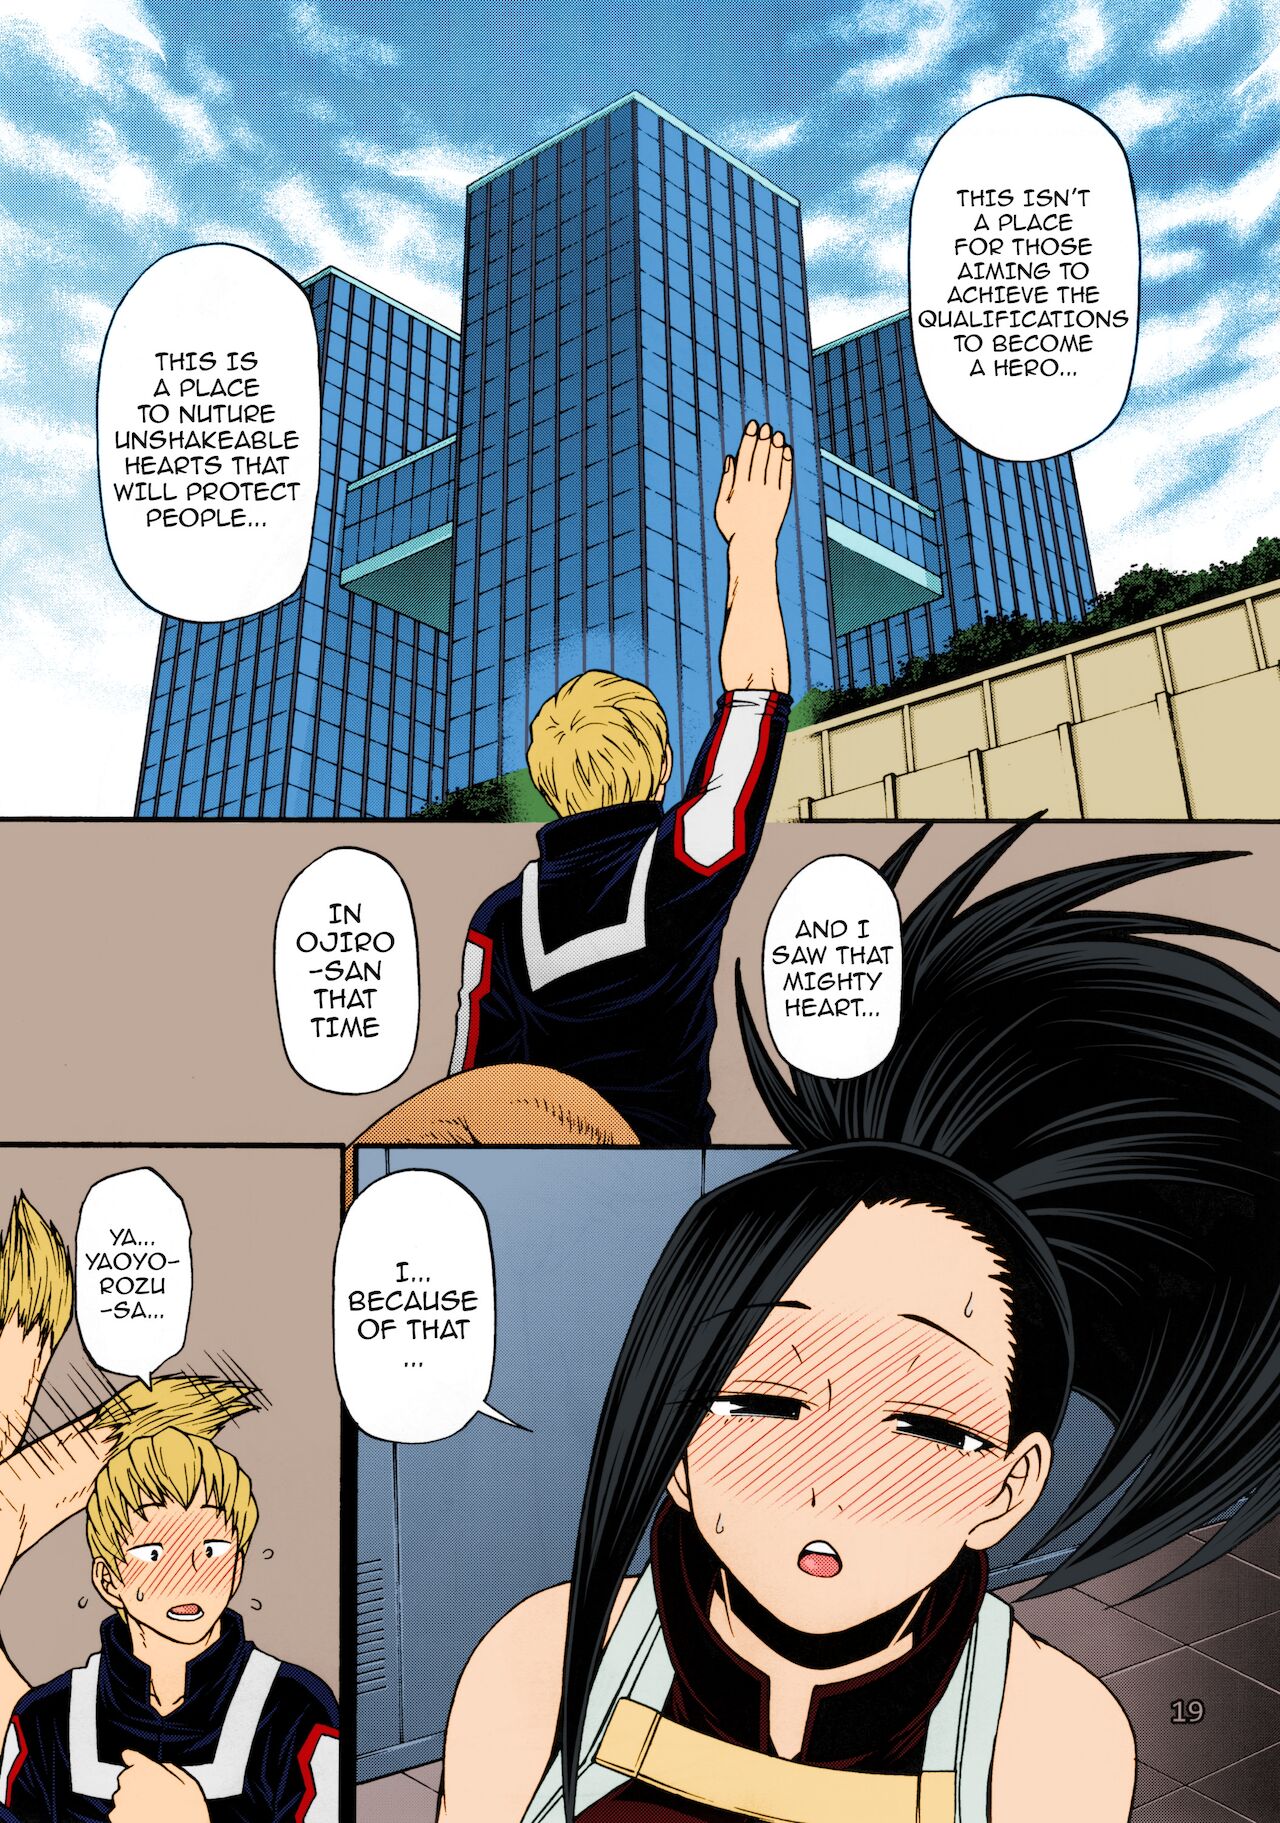 THIS ISN'T
A PLACE
FOR THOSE
AIMING TO
ACHIEVE THE
QUALIFICATIONS
TO BECOME
A HERO...
THIS IS
A PLACE
TO NUTURE
UNSHAKEABLE
HEARTS THAT
WILL PROTECT
PEOPLE...
AND I
SAW THAT
MIGHTY
HEART...
IN
OJIRO
-SAN
THAT
TIME
I...
BECAUSE
OF THAT
...
YA...
YAOYO-
ROZU
-SA...
19